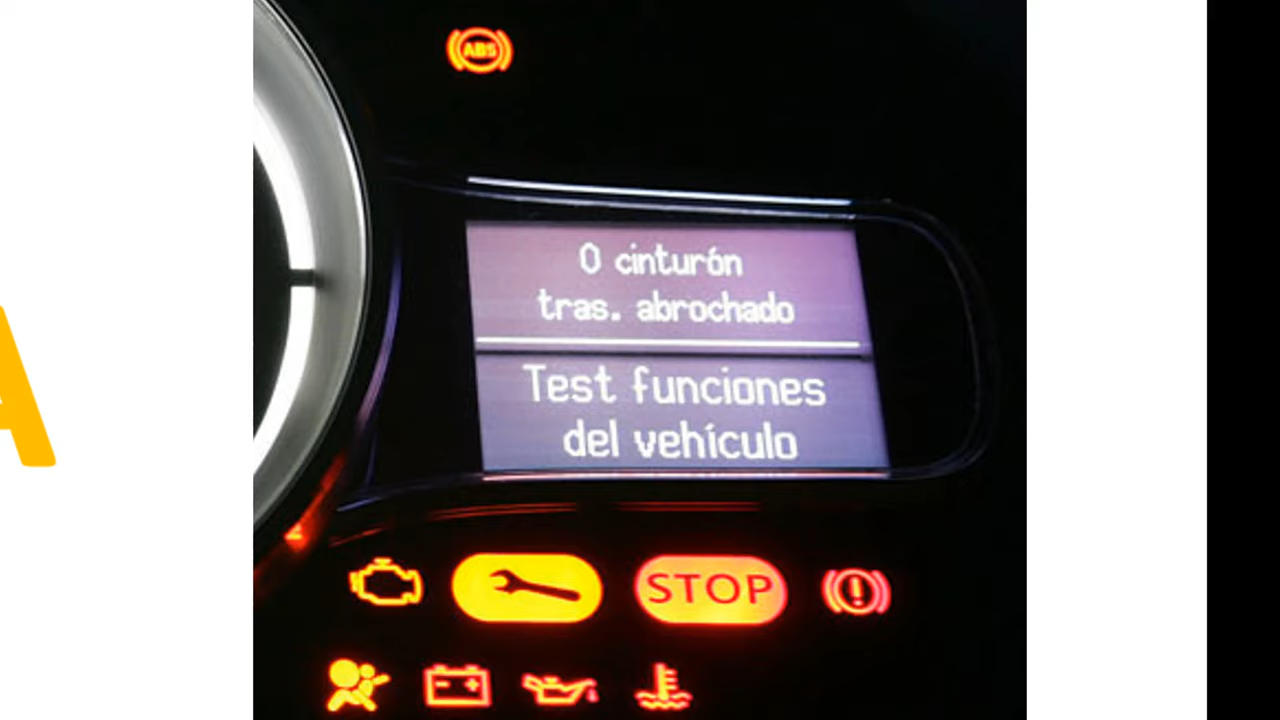 A
ABS
0 cinturón
tras. abrochado
Test funciones
del vehículo
STOP